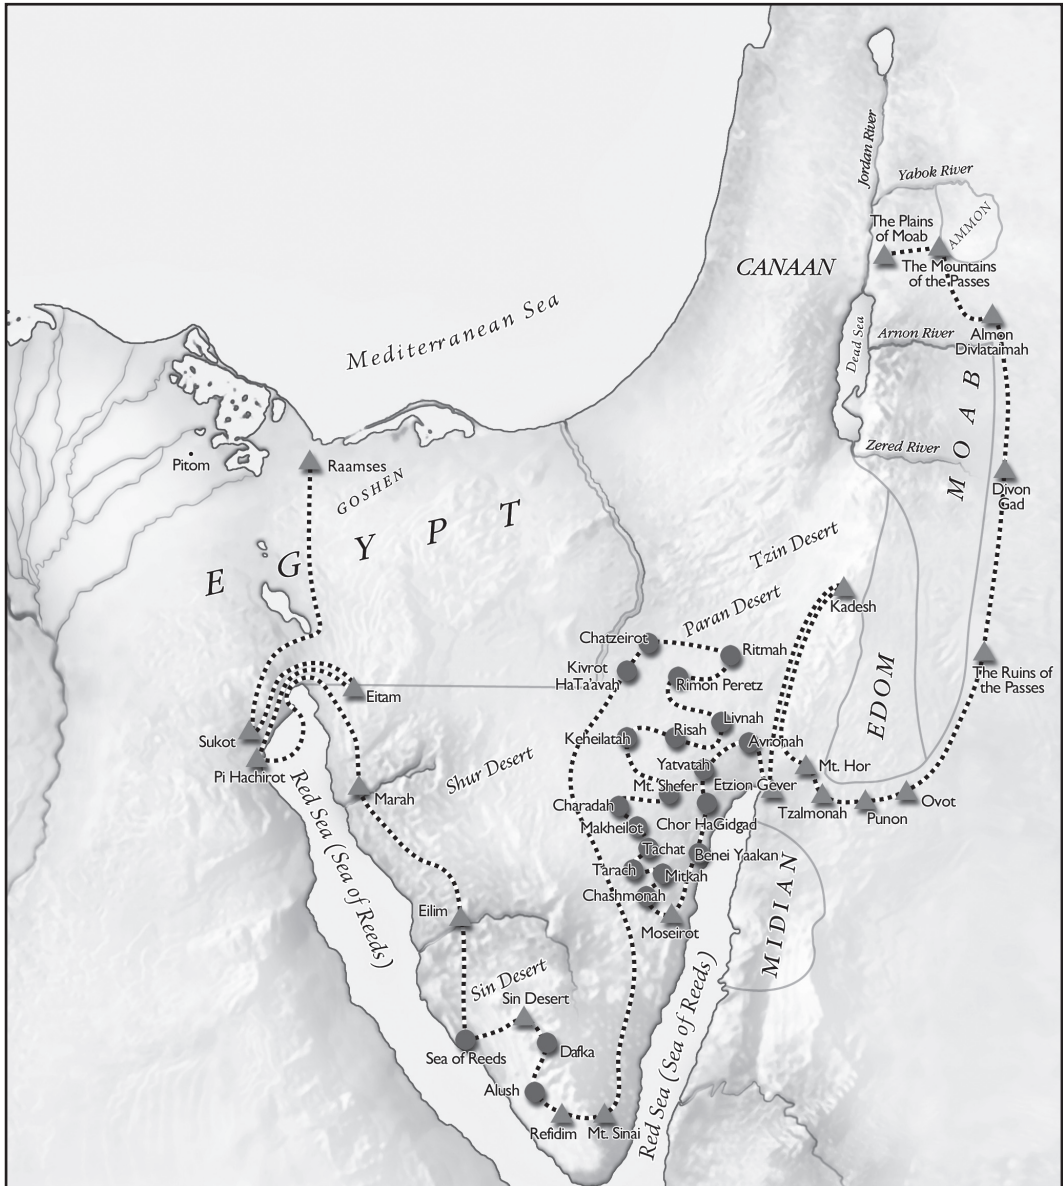 Jordan River
Yabok River
AMMON
The Plains
of Moab
The Mountains
of the Passes
CANAAN
Mediterranean Sea
Dead Sea
Arnon River
Almon
Divlataimah
MOAB
Zered River
Pitom
Raamses
GOSHEN
EGYPT
Divon
Gad
Tzin Desert
Kadesh
Paran Desert
Chatzeirot
Ritmah
Kivrot
HaTa'avah
Rimon Peretz
EDOM
The Ruins of
the Passes
Eitam
Sukot
Pi Hachirot
Livnah
Risah
Keheilatah
Avronah
Yatvatah
Mt. Hor
Shur Desert
Mt. Shefer
Etzion Gever
Marah
Charadah
Tzalmonah
Punon
Ovot
Makheilot
Chor HaGidgad
Tachat
Benei Yaakan
Tarach
Mitkah
Chashmonah
Moseirot
MIDIAN
Red Sea (Sea of Reeds)
Eilim
Sin Desert
Sin Desert
Sea of Reeds
Dafka
Alush
Refidim
Mt. Sinai
Red Sea (Sea of Reeds)